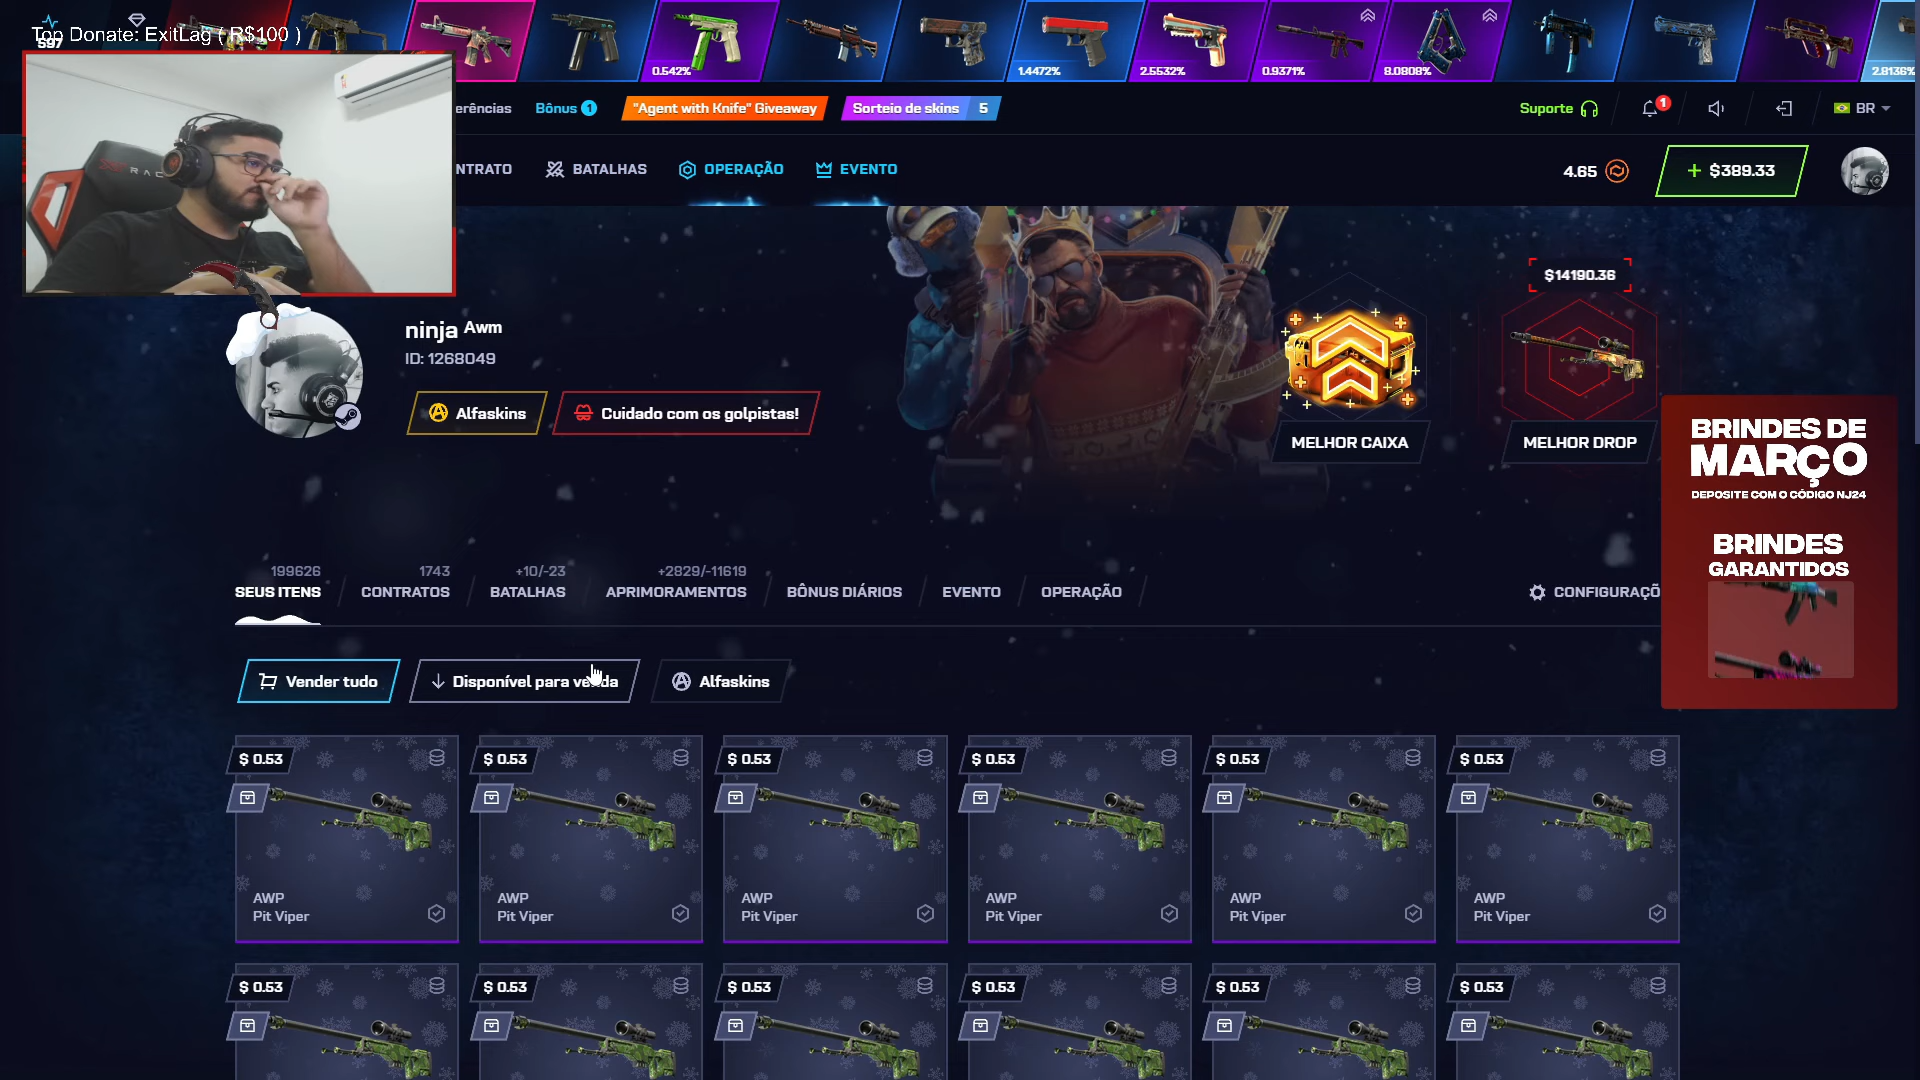 Top Donate: ExitLag ( R$100 )
597
0.542%
1.4472%
2.5532%
0.9371%
8.0808%
2.8136%
erências
Bônus 1
"Agent with Knife" Giveaway
Sorteio de skins 5
Suporte
1
BR
NTRATO
BATALHAS
OPERAÇÃO
EVENTO
4.65
+ $389.33
$14190.36
ninja Awm
ID: 1268049
Alfaskins
Cuidado com os golpistas!
MELHOR CAIXA
MELHOR DROP
BRINDES DE
MARÇO
DEPOSITE COM O CÓDIGO NJ24
BRINDES
GARANTIDOS
199626
SEUS ITENS
1743
CONTRATOS
+10/-23
BATALHAS
+2829/-11619
APRIMORAMENTOS
BÔNUS DIÁRIOS
EVENTO
OPERAÇÃO
CONFIGURAÇÕ
Vender tudo
Disponível para venda
Alfaskins
$ 0.53
$ 0.53
$ 0.53
$ 0.53
$ 0.53
$ 0.53
AWP
Pit Viper
AWP
Pit Viper
AWP
Pit Viper
AWP
Pit Viper
AWP
Pit Viper
AWP
Pit Viper
$ 0.53
$ 0.53
$ 0.53
$ 0.53
$ 0.53
$ 0.53